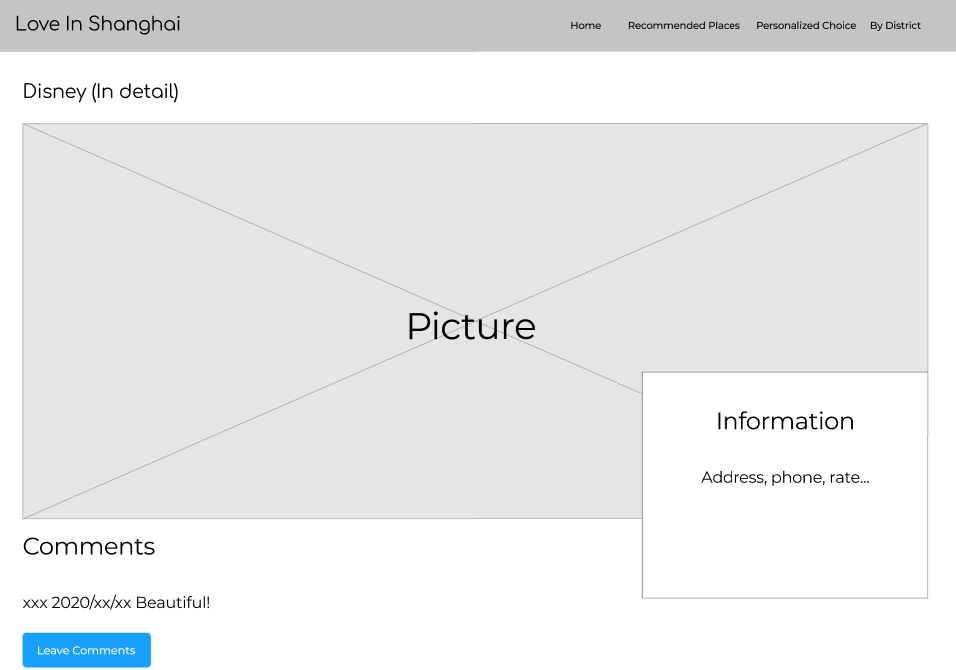 Love In Shanghai
Home Recommended Places Personalized Choice By District
Disney (In detail)
Picture
Information
Address, phone, rate...
Comments
xxx 2020/xx/xx Beautiful!
Leave Comments